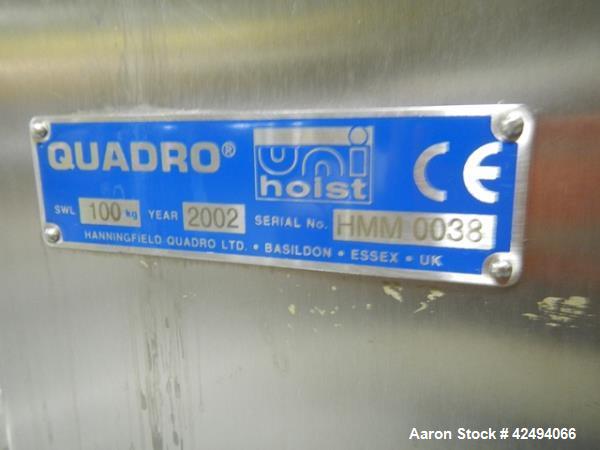 QUADRO® uni hoist CE
SWL 100 kg YEAR 2002 SERIAL No. HMM 0038
HANNINGFIELD QUADRO LTD. • BASILDON • ESSEX • UK
Aaron Stock # 42494066